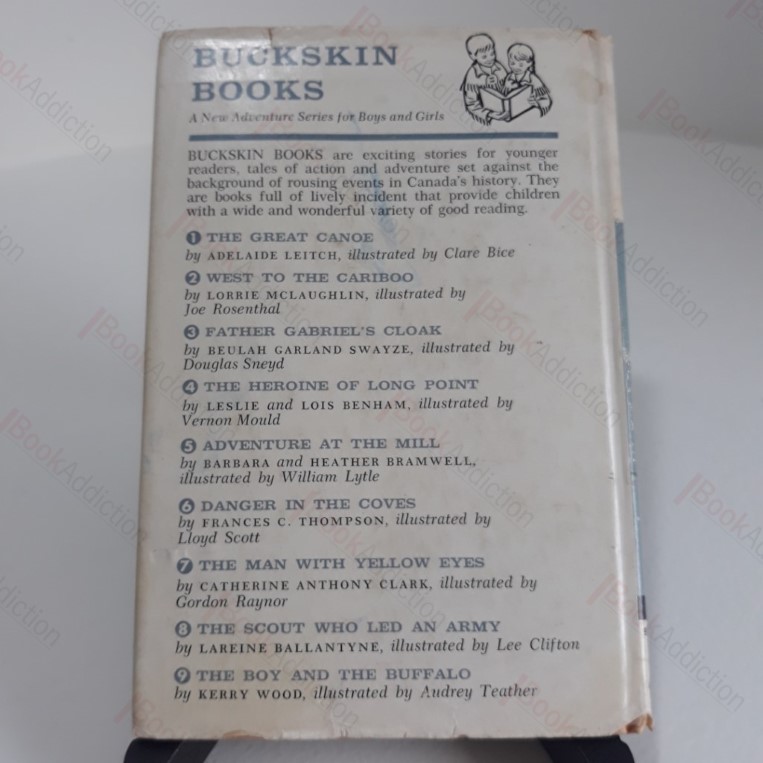 BUCKSKIN
BOOKS
A New Adventure Series for Boys and Girls
BUCKSKIN BOOKS are exciting stories for younger
readers, tales of action and adventure set against the
background of rousing events in Canada's history. They
are books full of lively incident that provide children
with a wide and wonderful variety of good reading.
1 THE GREAT CANOE
by ADELAIDE LEITCH, illustrated by Clare Bice
2 WEST TO THE CARIBOO
by LORRIE MCLAUGHLIN, illustrated by
Joe Rosenthal
3 FATHER GABRIEL'S CLOAK
by BEULAH GARLAND SWAYZE, illustrated by
Douglas Sneyd
4 THE HEROINE OF LONG POINT
by LESLIE and LOIS BENHAM, illustrated by
Vernon Mould
5 ADVENTURE AT THE MILL
by BARBARA and HEATHER BRAMWELL,
illustrated by William Lytle
6 DANGER IN THE COVES
by FRANCES C. THOMPSON, illustrated by
Lloyd Scott
7 THE MAN WITH YELLOW EYES
by CATHERINE ANTHONY CLARK, illustrated by
Gordon Raynor
8 THE SCOUT WHO LED AN ARMY
by LAREINE BALLANTYNE, illustrated by Lee Clifton
9 THE BOY AND THE BUFFALO
by KERRY WOOD, illustrated by Audrey Teather
BookAddiction